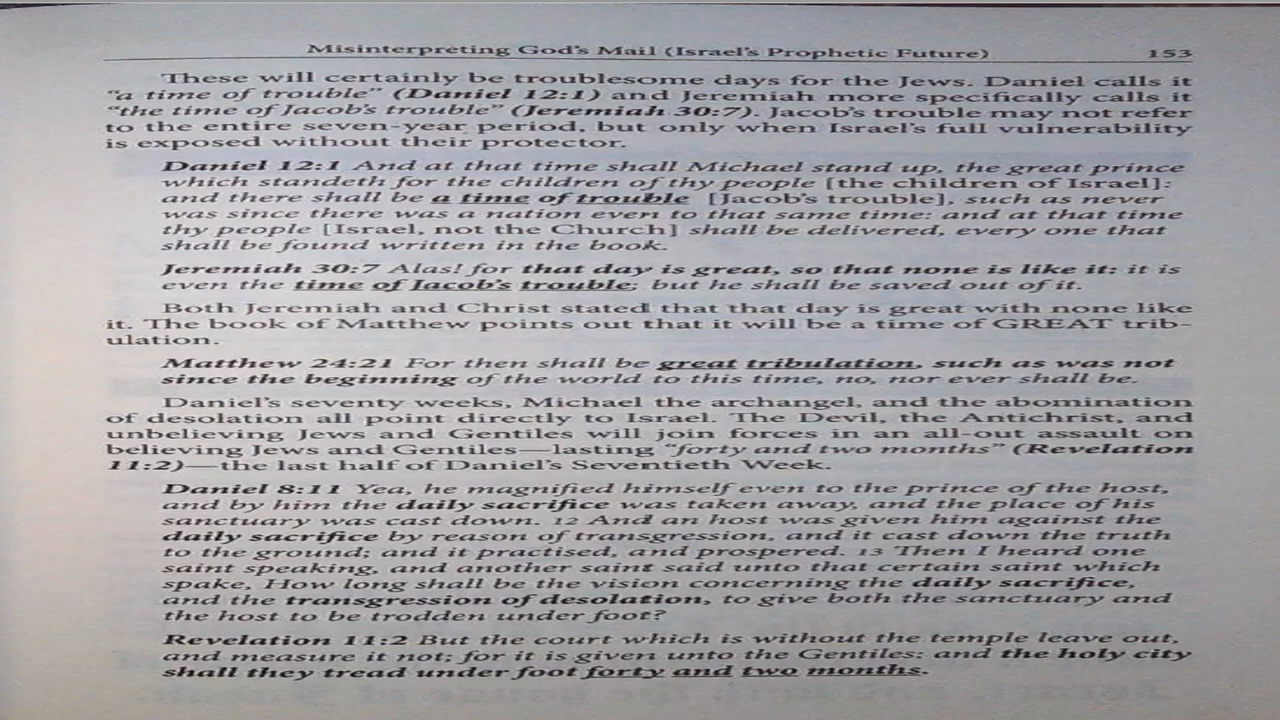 Misinterpreting God's Mail (Israel's Prophetic Future) 153
These will certainly be troublesome days for the Jews. Daniel calls it
“a time of trouble” (Daniel 12:1) and Jeremiah more specifically calls it
“the time of Jacob's trouble” (Jeremiah 30:7). Jacob's trouble may not refer
to the entire seven-year period, but only when Israel's full vulnerability
is exposed without their protector.
Daniel 12:1 And at that time shall Michael stand up, the great prince
which standeth for the children of thy people [the children of Israel]:
and there shall be a time of trouble [Jacob's trouble], such as never
was since there was a nation even to that same time: and at that time
thy people [Israel, not the Church] shall be delivered, every one that
shall be found written in the book.
Jeremiah 30:7 Alas! for that day is great, so that none is like it: it is
even the time of Jacob's trouble; but he shall be saved out of it.
Both Jeremiah and Christ stated that that day is great with none like
it. The book of Matthew points out that it will be a time of GREAT trib-
ulation.
Matthew 24:21 For then shall be great tribulation, such as was not
since the beginning of the world to this time, no, nor ever shall be.
Daniel's seventy weeks, Michael the archangel, and the abomination
of desolation all point directly to Israel. The Devil, the Antichrist, and
unbelieving Jews and Gentiles will join forces in an all-out assault on
believing Jews and Gentiles—lasting “forty and two months” (Revelation
11:2)—the last half of Daniel's Seventieth Week.
Daniel 8:11 Yea, he magnified himself even to the prince of the host,
and by him the daily sacrifice was taken away, and the place of his
sanctuary was cast down. 12 And an host was given him against the
daily sacrifice by reason of transgression, and it cast down the truth
to the ground; and it practised, and prospered. 13 Then I heard one
saint speaking, and another saint said unto that certain saint which
spake, How long shall be the vision concerning the daily sacrifice,
and the transgression of desolation, to give both the sanctuary and
the host to be trodden under foot?
Revelation 11:2 But the court which is without the temple leave out,
and measure it not; for it is given unto the Gentiles: and the holy city
shall they tread under foot forty and two months.